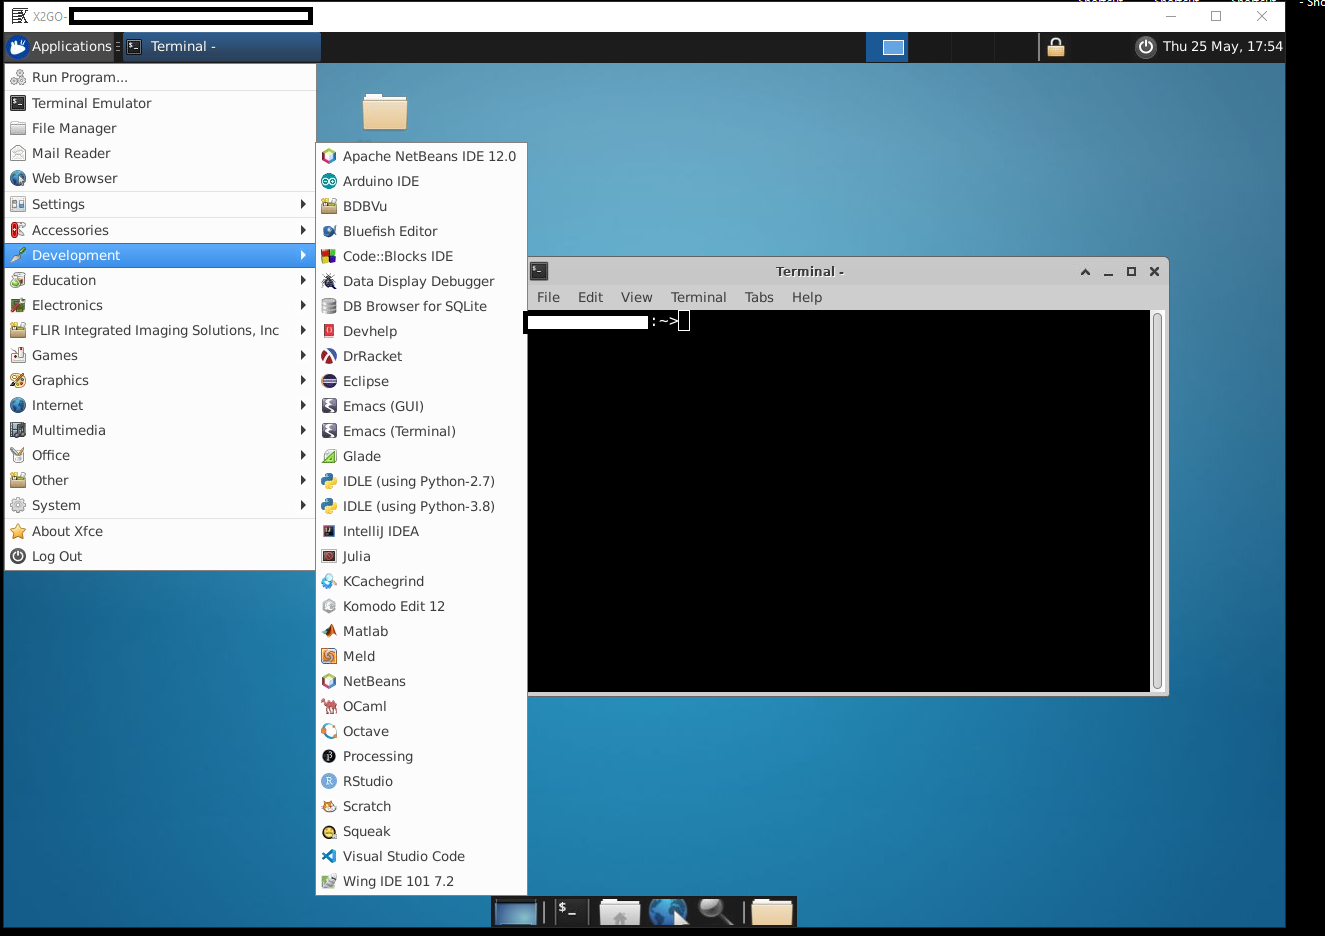 X2GO-
Applications
Terminal -
Thu 25 May, 17:54
Run Program...
Terminal Emulator
File Manager
Mail Reader
Web Browser
Settings
Accessories
Development
Education
Electronics
FLIR Integrated Imaging Solutions, Inc
Games
Graphics
Internet
Multimedia
Office
Other
System
About Xfce
Log Out
Apache NetBeans IDE 12.0
Arduino IDE
BDBVu
Bluefish Editor
Code::Blocks IDE
Data Display Debugger
DB Browser for SQLite
Devhelp
DrRacket
Eclipse
Emacs (GUI)
Emacs (Terminal)
Glade
IDLE (using Python-2.7)
IDLE (using Python-3.8)
IntelliJ IDEA
Julia
KCachegrind
Komodo Edit 12
Matlab
Meld
NetBeans
OCaml
Octave
Processing
RStudio
Scratch
Squeak
Visual Studio Code
Wing IDE 101 7.2
Terminal -
File Edit View Terminal Tabs Help
:~>